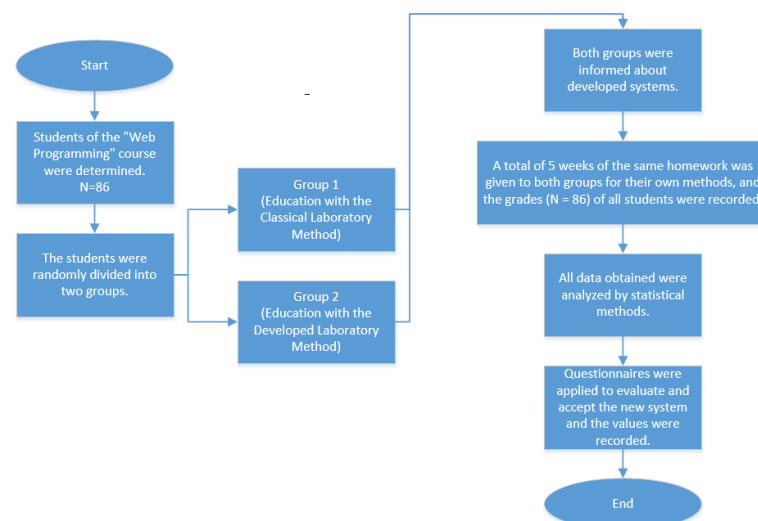 Start
Students of the "Web
Programming" course
were determined.
N=86
The students were
randomly divided into
two groups.
Group 1
(Education with the
Classical Laboratory
Method)
Group 2
(Education with the
Developed Laboratory
Method)
Both groups were
informed about
developed systems.
A total of 5 weeks of the same homework was
given to both groups for their own methods, and
the grades (N = 86) of all students were recorded
All data obtained were
analyzed by statistical
methods.
Questionnaires were
applied to evaluate and
accept the new system
and the values were
recorded.
End